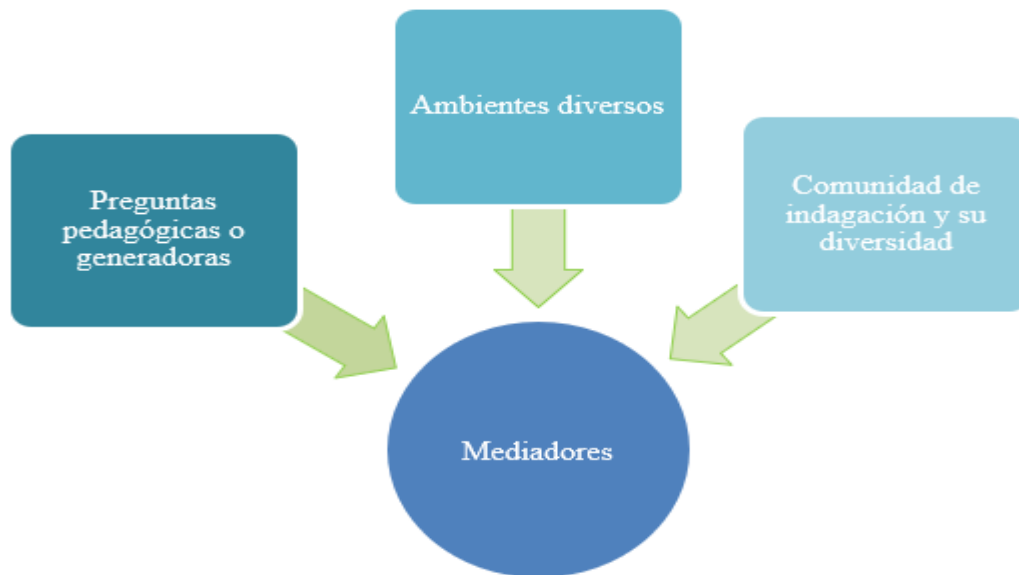 Ambientes diversos
Preguntas
pedagógicas o
generadoras
Comunidad de
indagación y su
diversidad
Mediadores